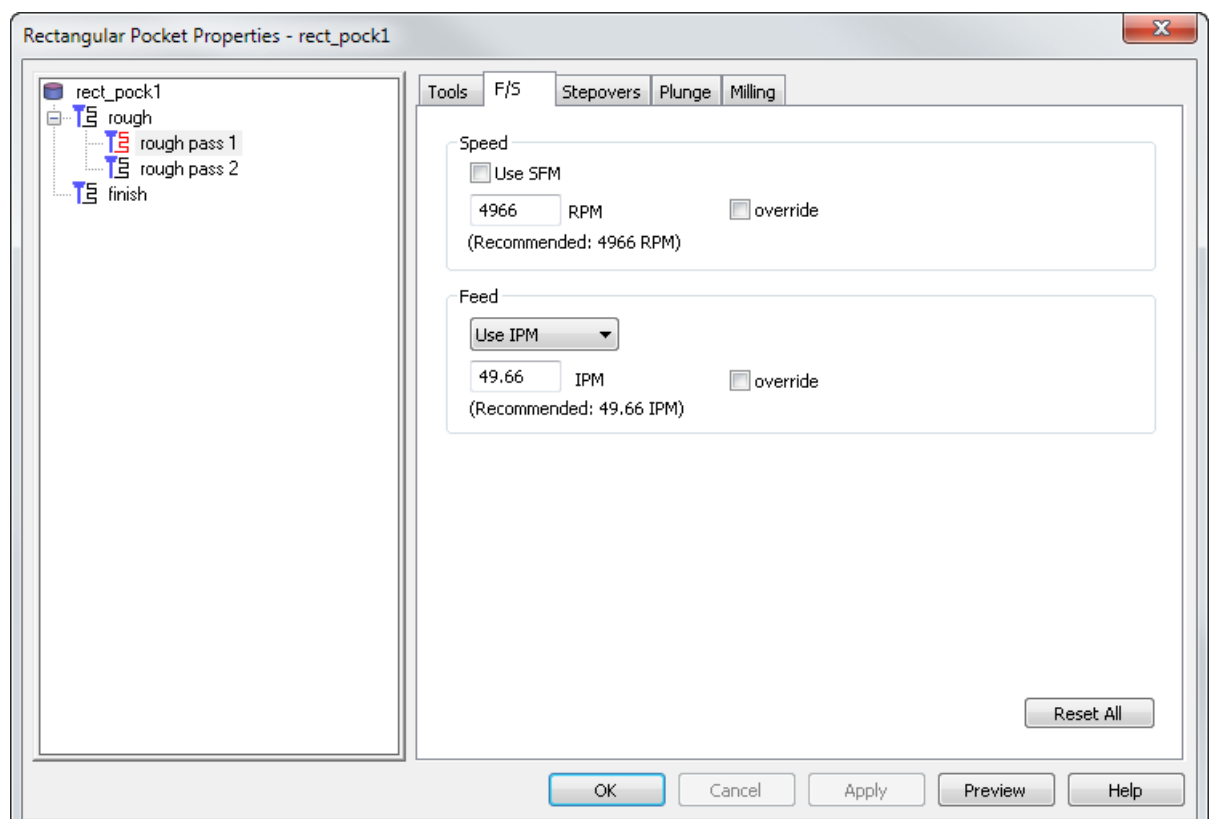 Rectangular Pocket Properties - rect_pock1
rect_pock1
rough
rough pass 1
rough pass 2
finish
Tools F/S Stepovers Plunge Milling
Speed
Use SFM
4966 RPM override
(Recommended: 4966 RPM)
Feed
Use IPM
49.66 IPM override
(Recommended: 49.66 IPM)
Reset All
OK Cancel Apply Preview Help